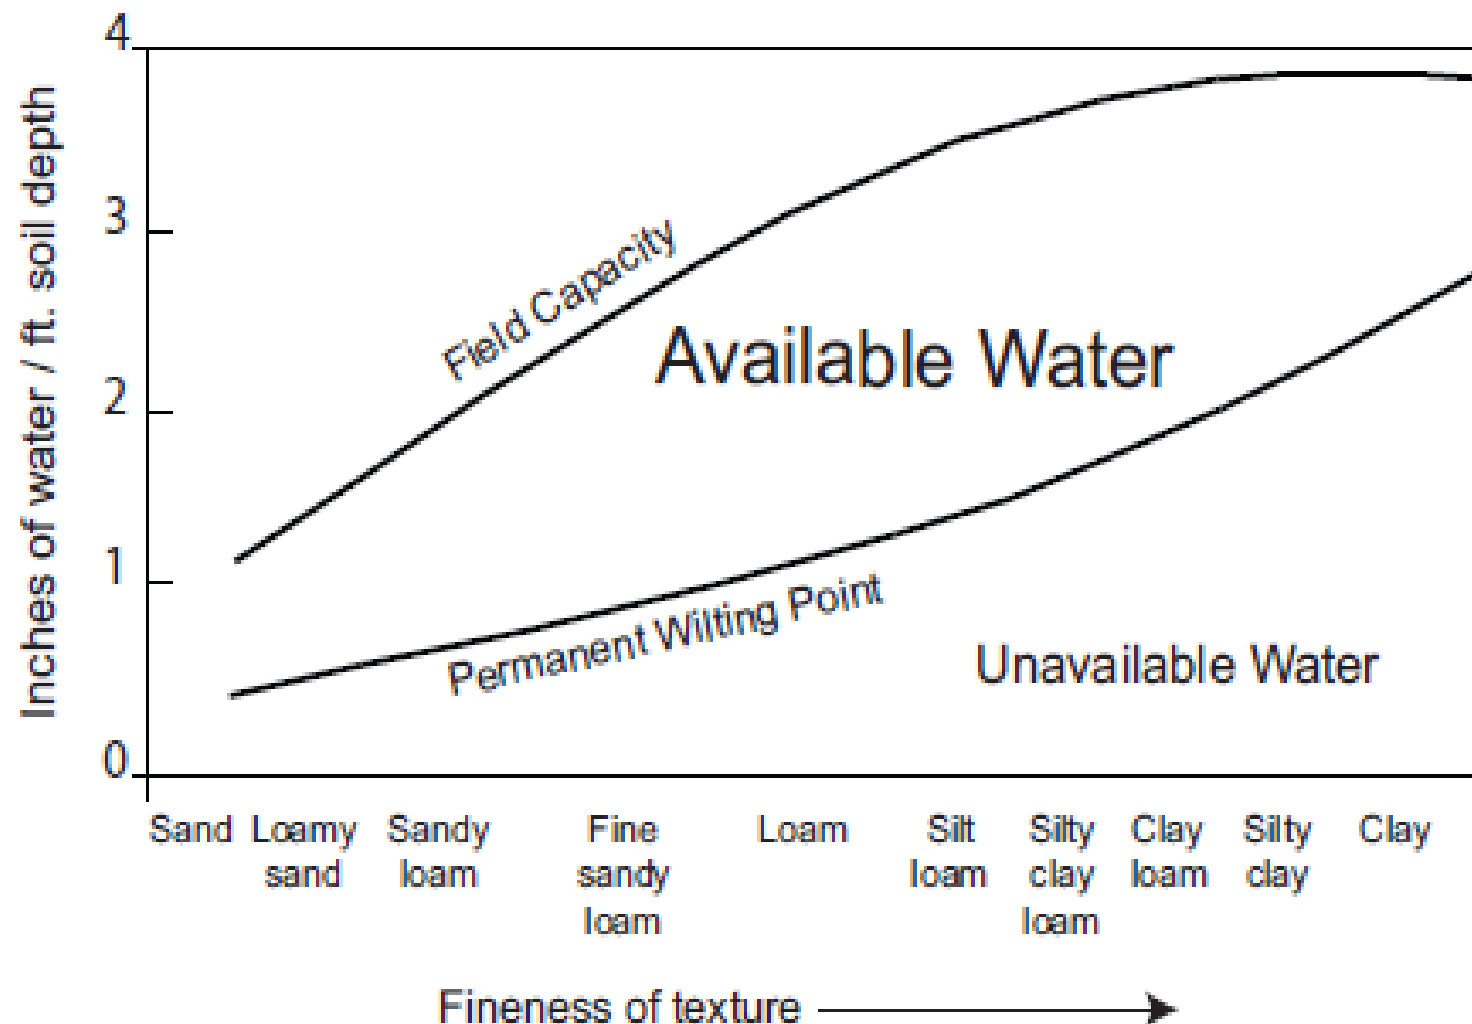 4
3
2
1
0
Inches of water / ft. soil depth
Field Capacity
Available Water
Permanent Wilting Point
Unavailable Water
Sand Loamy Sandy Fine Loam Silt Silty Clay Silty Clay
sand loam sandy loam clay loam clay
loam loam
Fineness of texture